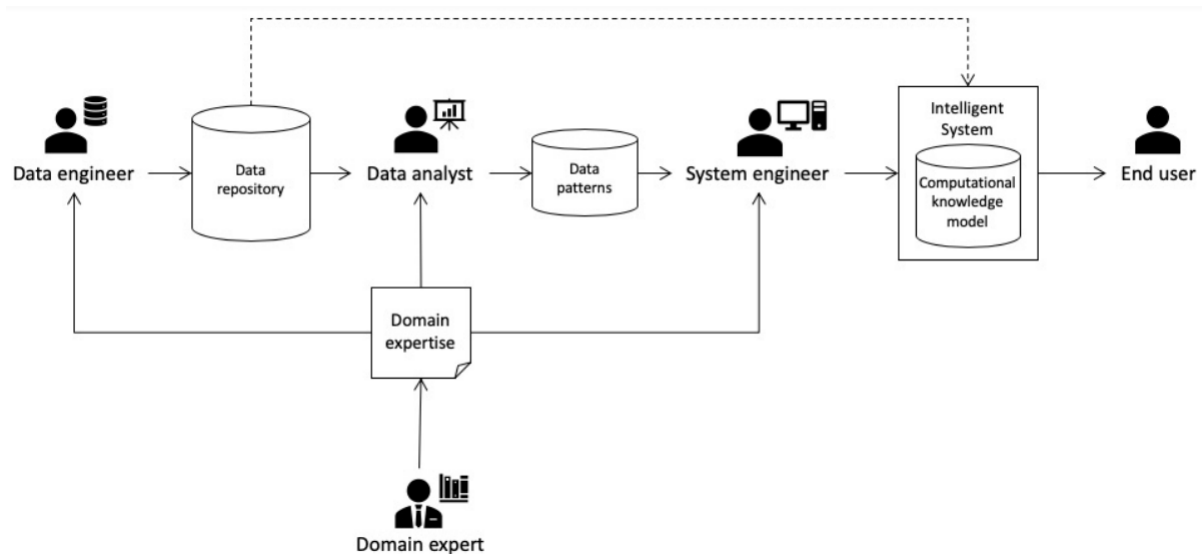 Intelligent
System
Data engineer
Data
repository
Data analyst
Data
patterns
System engineer
Computational
knowledge
model
End user
Domain
expertise
Domain expert